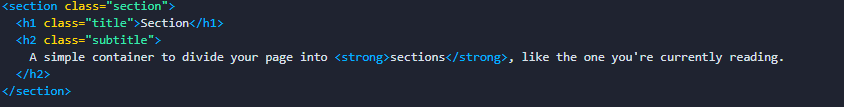 <section class="section">
  <h1 class="title">Section</h1>
  <h2 class="subtitle">
    A simple container to divide your page into <strong>sections</strong>, like the one you're currently reading.
  </h2>
</section>